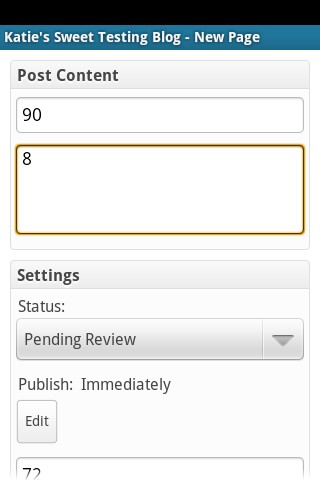 Katie's Sweet Testing Blog - New Page
Post Content
90
8
Settings
Status:
Pending Review
Publish: Immediately
Edit
72